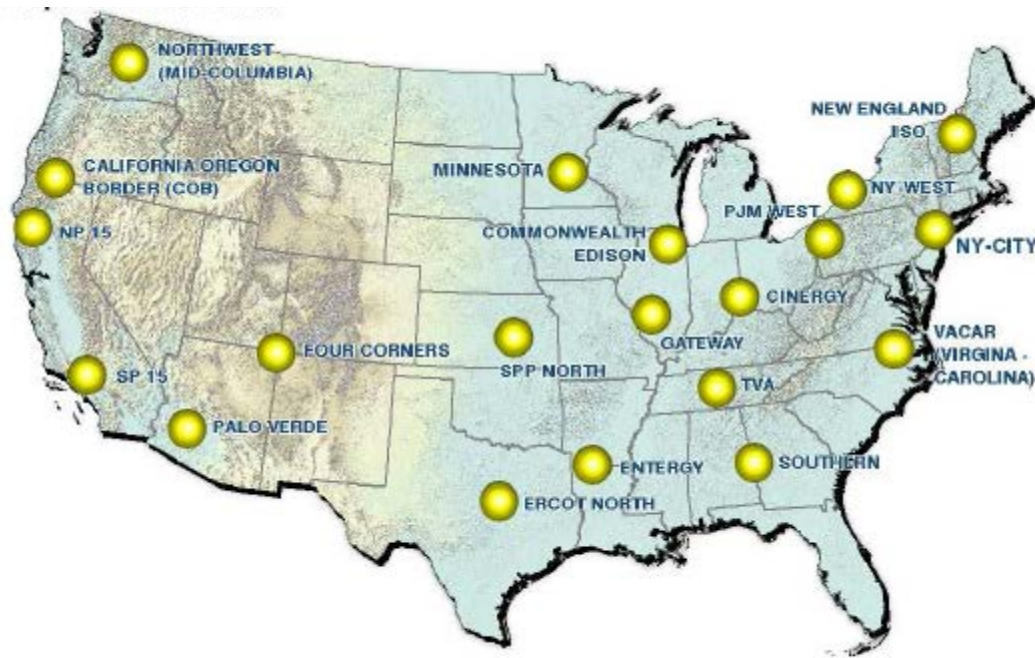 NORTHWEST
(MID-COLUMBIA)
NEW ENGLAND
ISO
CALIFORNIA OREGON
BORDER (COB)
MINNESOTA
NY-WEST
PJM WEST
NP 15
COMMONWEALTH
EDISON
NY-CITY
CINERGY
GATEWAY
VACAR
(VIRGINA -
CAROLINA)
FOUR CORNERS
SPP NORTH
SP 15
TVA
PALO VERDE
ENTERGY
SOUTHERN
ERCOT NORTH